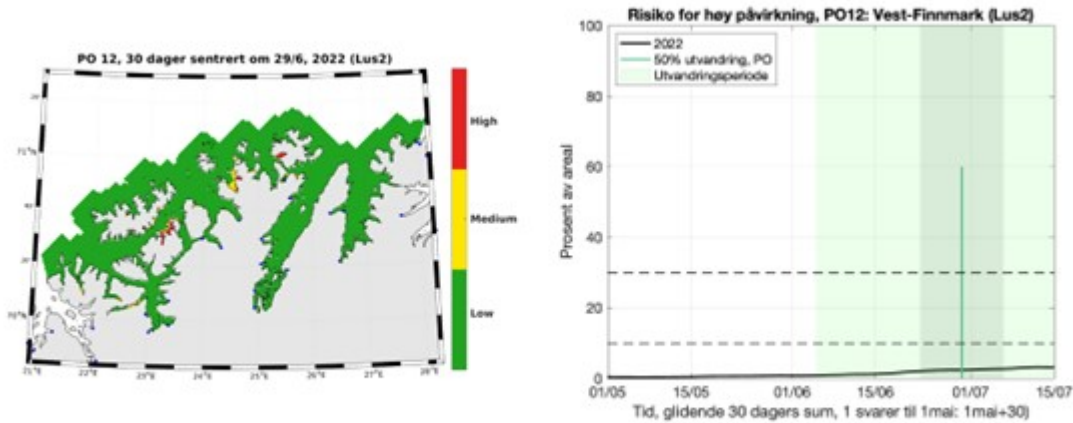 PO 12, 30 dager sentrert om 29/6, 2022 (Lus2)
High
Medium
Low
71°N
70°N
21°E
22°E
23°E
24°E
25°E
26°E
27°E
28°E
Risiko for høy påvirkning, PO12: Vest-Finnmark (Lus2)
2022
50% utvandring, PO
Utvandringsperiode
Prosent av areal
100
80
60
40
20
0
01/05
15/05
01/06
15/06
01/07
15/07
Tid, glidende 30 dagers sum, 1 svarer til 1mai: 1mai+30)